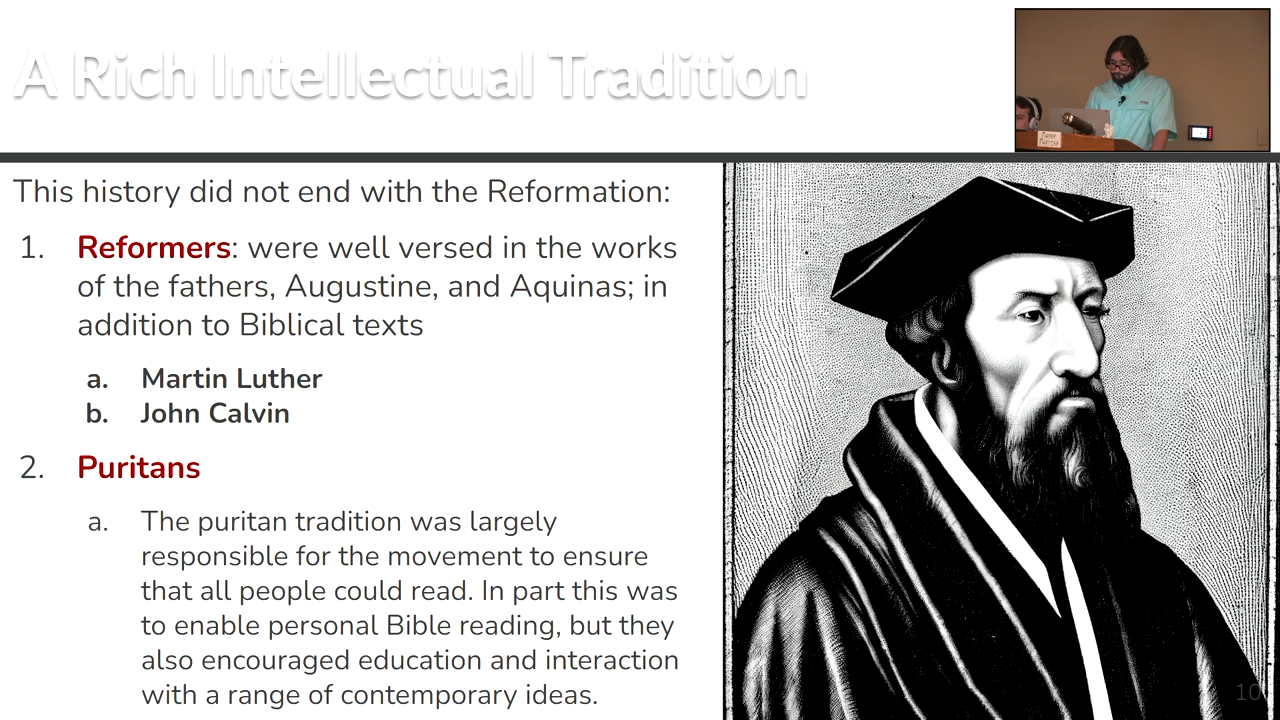 A Rich Intellectual Tradition
This history did not end with the Reformation:
1. Reformers: were well versed in the works
of the fathers, Augustine, and Aquinas; in
addition to Biblical texts
a. Martin Luther
b. John Calvin
2. Puritans
a. The puritan tradition was largely
responsible for the movement to ensure
that all people could read. In part this was
to enable personal Bible reading, but they
also encouraged education and interaction
with a range of contemporary ideas.
10